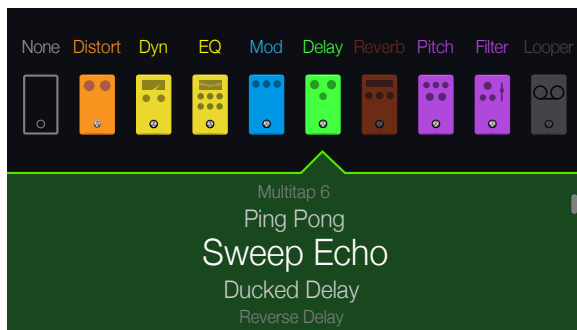 None Distort Dyn EQ Mod Delay Reverb Pitch Filter Looper
Multitap 6
Ping Pong
Sweep Echo
Ducked Delay
Reverse Delay